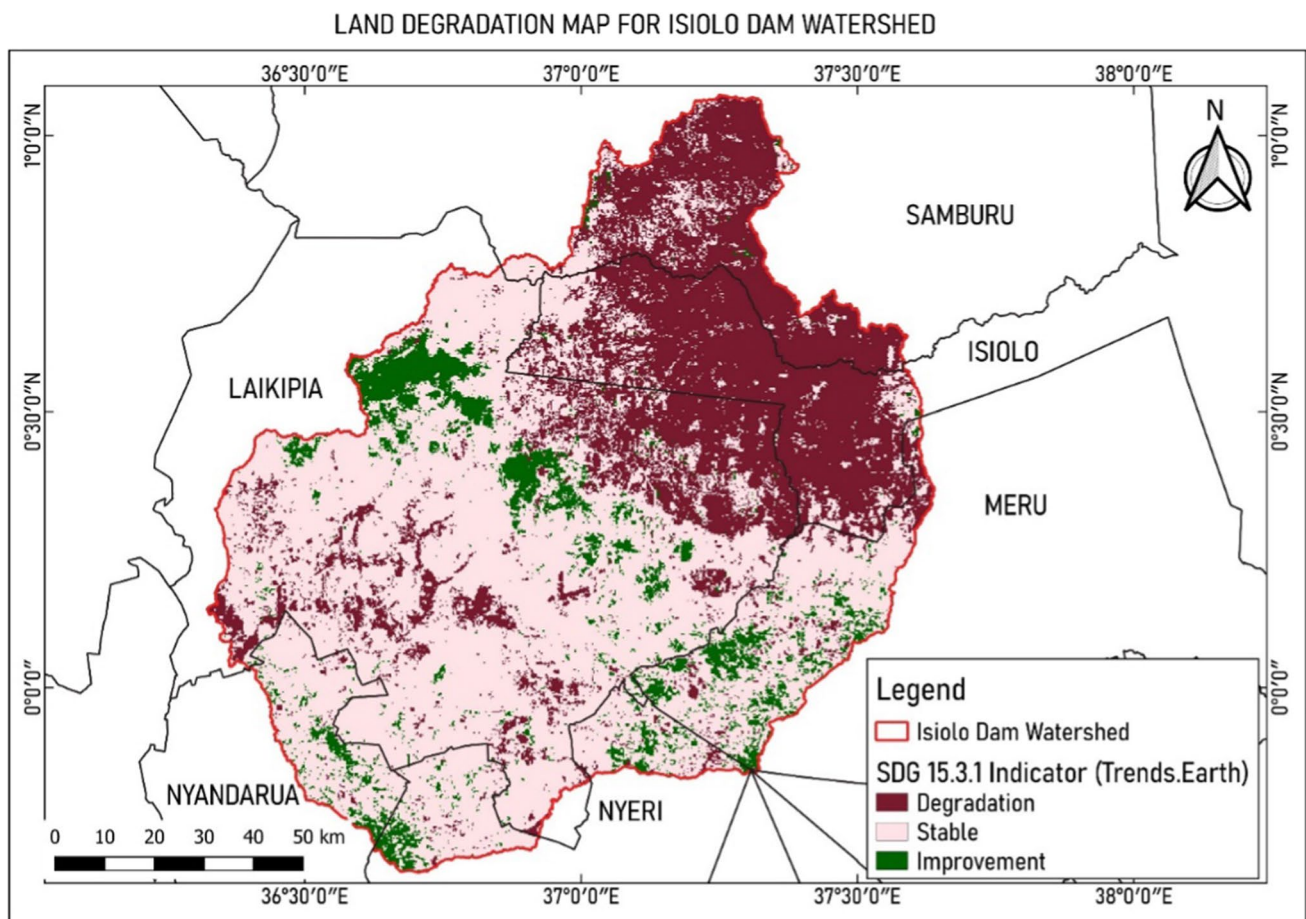 LAND DEGRADATION MAP FOR ISIOLO DAM WATERSHED
36°30′0″E 37°0′0″E 37°30′0″E 38°0′0″E
1°0′0″N
1°0′0″N
N
SAMBURU
ISIOLO
LAIKIPIA
0°30′0″N
0°30′0″N
MERU
0°0′0″
0°0′0″
Legend
Isiolo Dam Watershed
SDG 15.3.1 Indicator (Trends.Earth)
Degradation
Stable
Improvement
NYANDARUA
NYERI
0 10 20 30 40 50 km
36°30′0″E 37°0′0″E 37°30′0″E 38°0′0″E